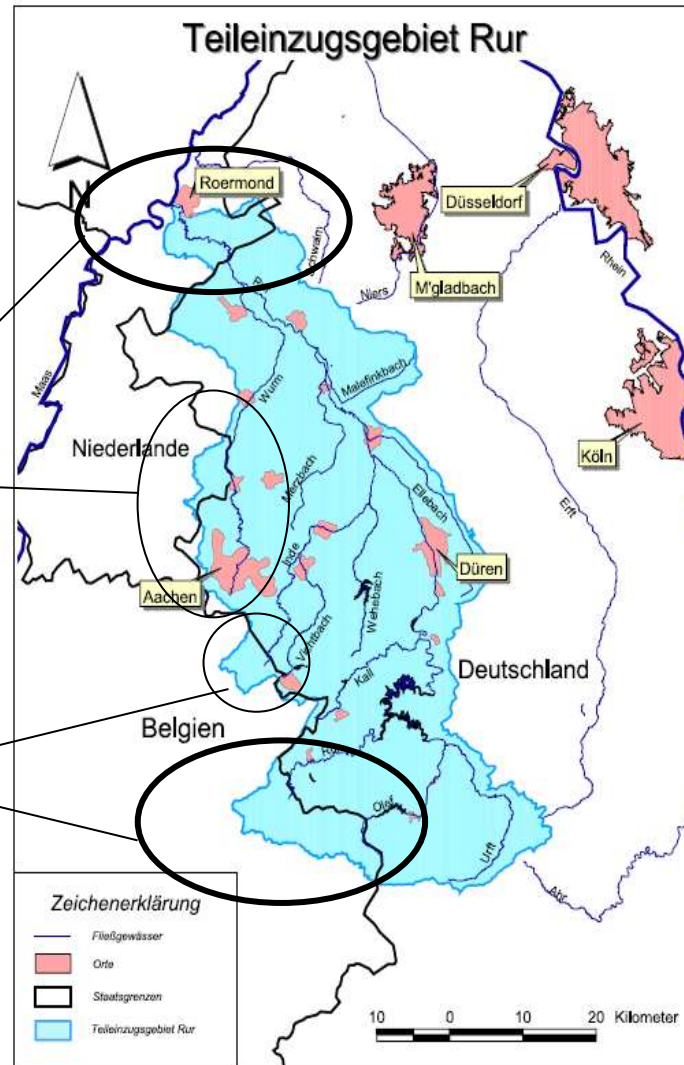 Teileinzugsgebiet Rur
N
Roermond
Düsseldorf
M'gladbach
Schwalm
Niers
Rhein
Maas
Wurm
Malefinkbach
Köln
Niederlande
Merzbach
Ellebach
Erft
Inde
Düren
Aachen
Wehebach
Vichtbach
Kall
Deutschland
Belgien
Olef
Urft
Ahr
Zeichenerklärung
Fließgewässer
Orte
Staatsgrenzen
Teileinzugsgebiet Rur
10 0 10 20 Kilometer